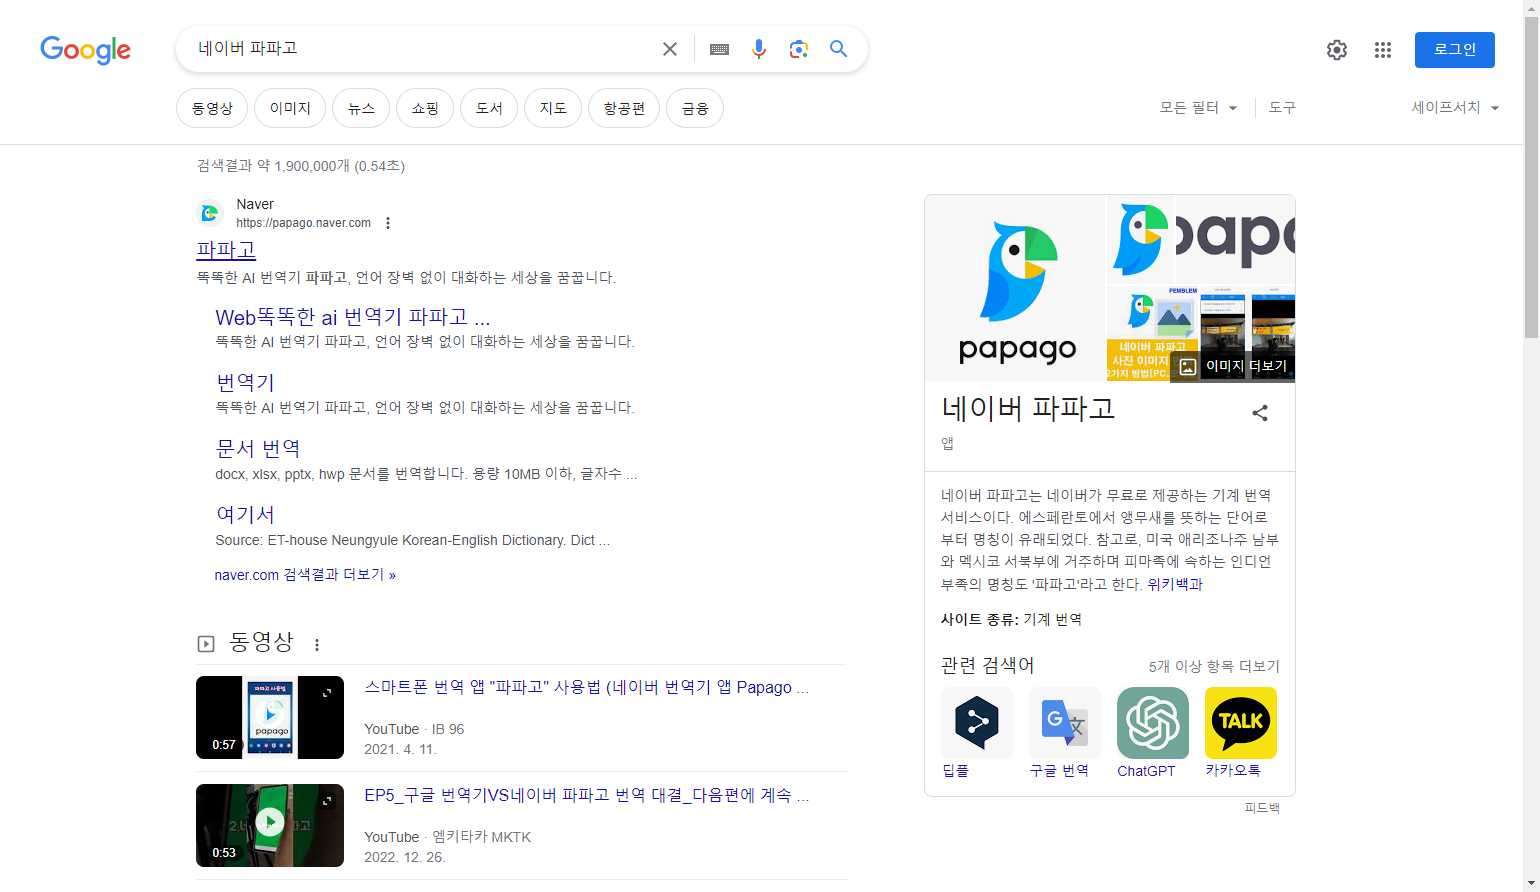 Google
네이버 파파고
로그인
동영상
이미지
뉴스
쇼핑
도서
지도
항공편
금융
모든 필터
도구
세이프서치
검색결과 약 1,900,000개 (0.54초)
Naver
https://papago.naver.com
파파고
똑똑한 AI 번역기 파파고, 언어 장벽 없이 대화하는 세상을 꿈꿉니다.
Web똑똑한 ai 번역기 파파고 ...
똑똑한 AI 번역기 파파고, 언어 장벽 없이 대화하는 세상을 꿈꿉니다.
번역기
똑똑한 AI 번역기 파파고, 언어 장벽 없이 대화하는 세상을 꿈꿉니다.
문서 번역
docx, xlsx, pptx, hwp 문서를 번역합니다. 용량 10MB 이하, 글자수 ...
여기서
Source: ET-house Neungyule Korean-English Dictionary. Dict ...
naver.com 검색결과 더보기 »
동영상
파파고 사용법
papago
0:57
스마트폰 번역 앱 "파파고" 사용법 (네이버 번역기 앱 Papago ...
YouTube · IB 96
2021. 4. 11.
0:53
EP5_구글 번역기VS네이버 파파고 번역 대결_다음편에 계속 ...
YouTube · 엠키타카 MKTK
2022. 12. 26.
papago
papa
PEMBLEM
네이버 파파고
사진 이미지
2가지 방법[PC,
이미지 더보기
네이버 파파고
앱
네이버 파파고는 네이버가 무료로 제공하는 기계 번역
서비스이다. 에스페란토에서 앵무새를 뜻하는 단어로
부터 명칭이 유래되었다. 참고로, 미국 애리조나주 남부
와 멕시코 서북부에 거주하며 피마족에 속하는 인디언
부족의 명칭도 '파파고'라고 한다. 위키백과
사이트 종류: 기계 번역
관련 검색어
5개 이상 항목 더보기
G 文
TALK
딥플
구글 번역
ChatGPT
카카오톡
피드백